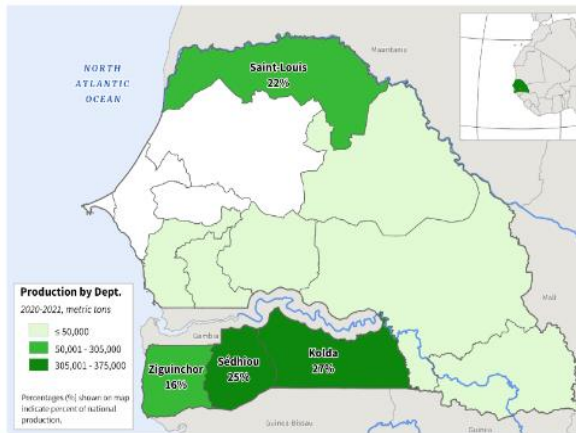 NORTH
ATLANTIC
OCEAN
Mauritania
Saint-Louis
22%
Production by Dept.
2020-2021, metric tons
≤ 50,000
50,001 - 305,000
305,001 - 375,000
Percentages (%) shown on map
indicate percent of national
production.
Gambia
Mali
Ziguinchor
16%
Sédhiou
25%
Kolda
27%
Guinea-Bissau
Guinea